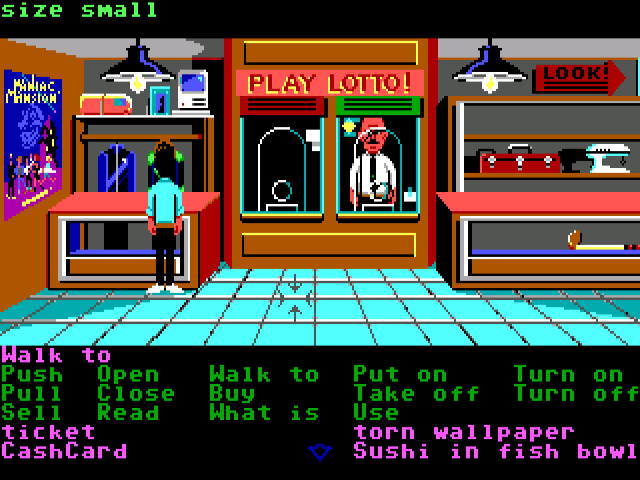 size small
MANIAC
MANSION
PLAY LOTTO!
LOOK!
Walk to
Push Open Walk to Put on Turn on
Pull Close Buy Take off Turn off
Sell Read What is Use
ticket torn wallpaper
CashCard Sushi in fish bowl